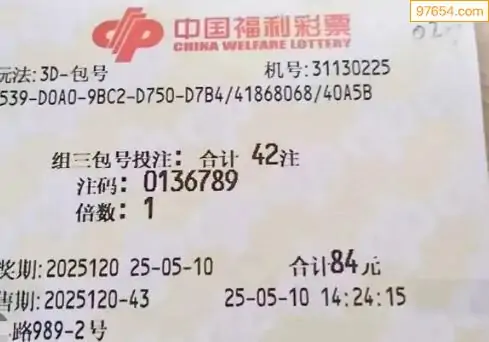 97654.com
中国福利彩票
CHINA WELFARE LOTTERY
玩法:3D-包号 机号:31130225
539-D0A0-9BC2-D750-D7B4/41868068/40A5B
组三包号投注: 合计 42注
注码: 0136789
倍数: 1
奖期:2025120 25-05-10 合计84元
售期:2025120-43 25-05-10 14:24:15
路989-2号